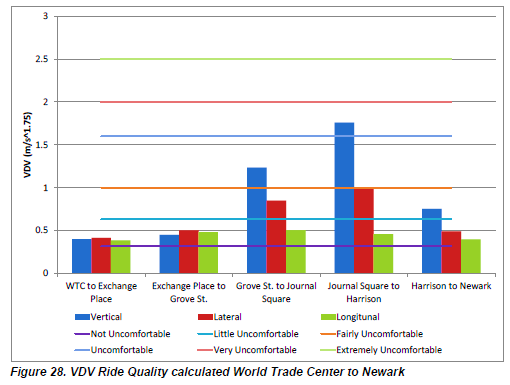 3
2.5
2
1.5
1
0.5
0
VDV (m/s^1.75)
WTC to Exchange
Place
Exchange Place to
Grove St.
Grove St. to Journal
Square
Journal Square to
Harrison
Harrison to Newark
Vertical
Lateral
Longitunal
Not Uncomfortable
Little Uncomfortable
Fairly Uncomfortable
Uncomfortable
Very Uncomfortable
Extremely Uncomfortable
Figure 28. VDV Ride Quality calculated World Trade Center to Newark